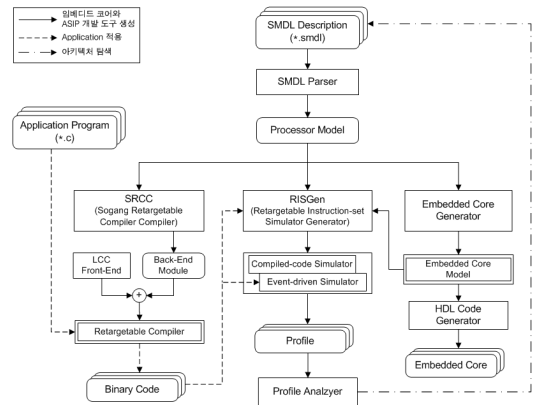 임베디드 코어와
ASIP 개발 도구 생성
Application 적용
아키텍처 탐색
SMDL Description
(*.smdl)
SMDL Parser
Processor Model
Application Program
(*.c)
SRCC
(Sogang Retargetable
Compiler Compiler)
RISGen
(Retargetable Instruction-set
Simulator Generator)
Embedded Core
Generator
LCC
Front-End
Back-End
Module
Compiled-code Simulator
Event-driven Simulator
Embedded Core
Model
+
HDL Code
Generator
Retargetable Compiler
Profile
Embedded Core
Binary Code
Profile Analzyer